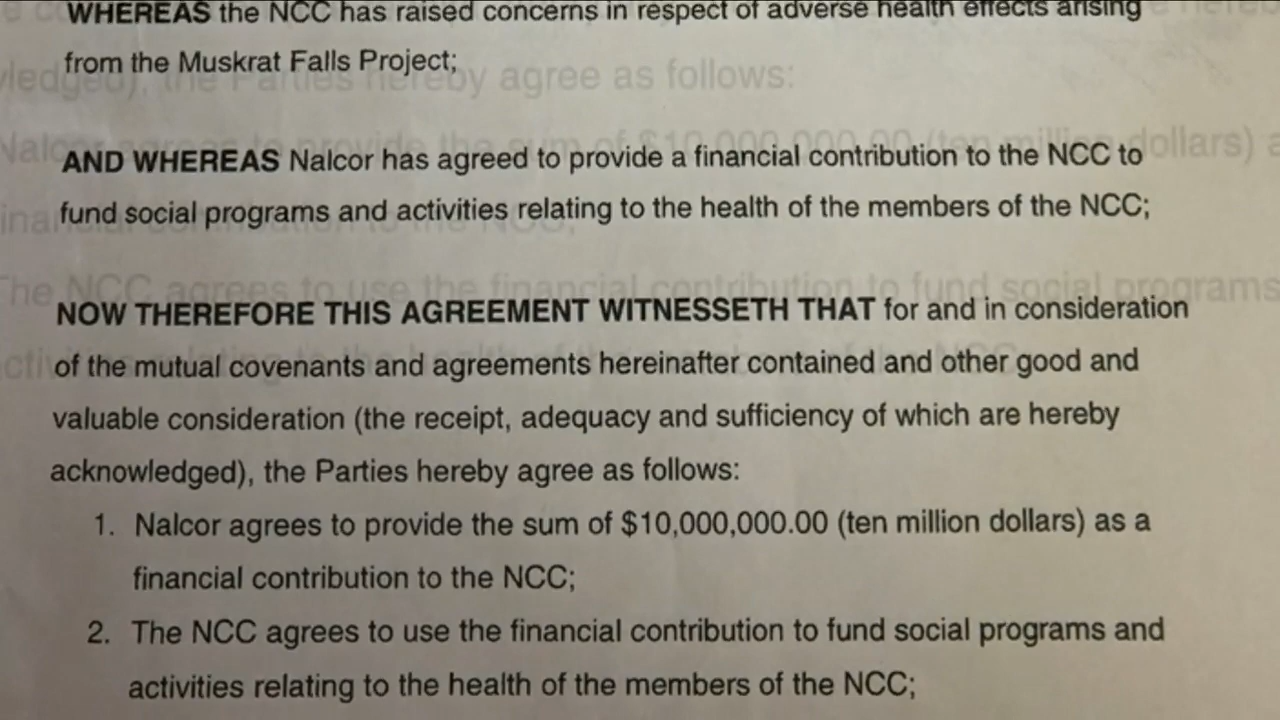 WHEREAS the NCC has raised concerns in respect of adverse health effects arising
from the Muskrat Falls Project;
AND WHEREAS Nalcor has agreed to provide a financial contribution to the NCC to
fund social programs and activities relating to the health of the members of the NCC;
NOW THEREFORE THIS AGREEMENT WITNESSETH THAT for and in consideration
of the mutual covenants and agreements hereinafter contained and other good and
valuable consideration (the receipt, adequacy and sufficiency of which are hereby
acknowledged), the Parties hereby agree as follows:
1. Nalcor agrees to provide the sum of $10,000,000.00 (ten million dollars) as a
financial contribution to the NCC;
2. The NCC agrees to use the financial contribution to fund social programs and
activities relating to the health of the members of the NCC;